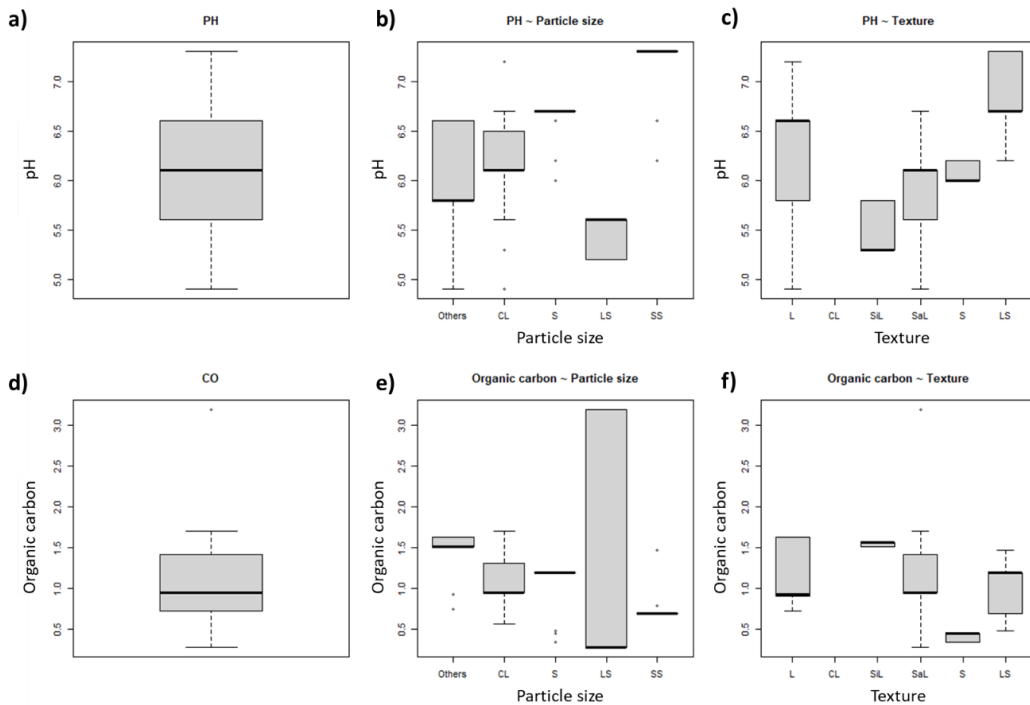 a)
PH
pH
5.0 5.5 6.0 6.5 7.0
b)
PH ~ Particle size
pH
5.0 5.5 6.0 6.5 7.0
Others CL S LS SS
Particle size
c)
PH ~ Texture
pH
5.0 5.5 6.0 6.5 7.0
L CL SiL SaL S LS
Texture
d)
CO
Organic carbon
0.5 1.0 1.5 2.0 2.5 3.0
e)
Organic carbon ~ Particle size
Organic carbon
0.5 1.0 1.5 2.0 2.5 3.0
Others CL S LS SS
Particle size
f)
Organic carbon ~ Texture
Organic carbon
0.5 1.0 1.5 2.0 2.5 3.0
L CL SiL SaL S LS
Texture